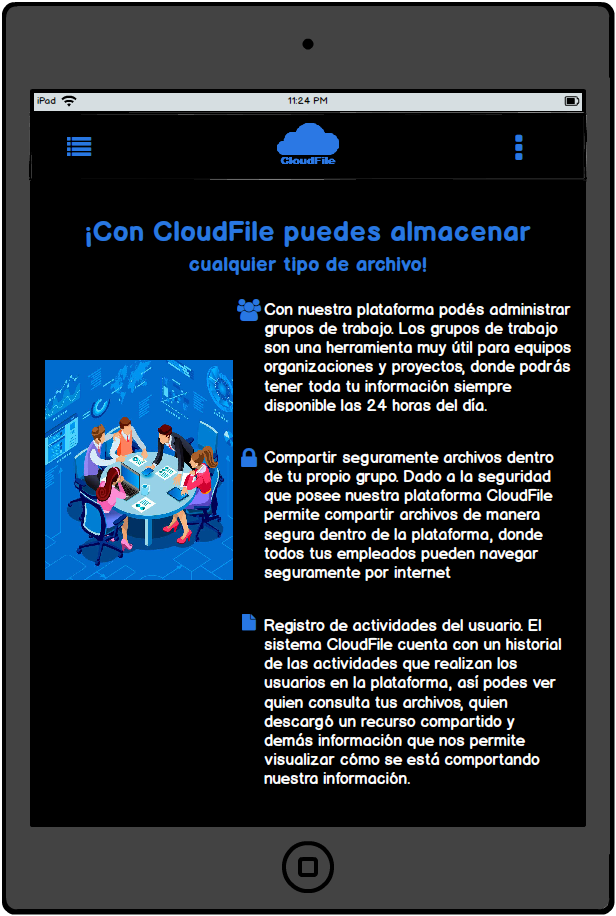 iPad
11:24 PM
CloudFile
¡Con CloudFile puedes almacenar
cualquier tipo de archivo!
Con nuestra plataforma podés administrar
grupos de trabajo. Los grupos de trabajo
son una herramienta muy útil para equipos
organizaciones y proyectos, donde podrás
tener toda tu información siempre
disponible las 24 horas del día.
Compartir seguramente archivos dentro
de tu propio grupo. Dado a la seguridad
que posee nuestra plataforma CloudFile
permite compartir archivos de manera
segura dentro de la plataforma, donde
todos tus empleados pueden navegar
seguramente por internet
Registro de actividades del usuario. El
sistema CloudFile cuenta con un historial
de las actividades que realizan los
usuarios en la plataforma, así podes ver
quien consulta tus archivos, quien
descargó un recurso compartido y
demás información que nos permite
visualizar cómo se está comportando
nuestra información.